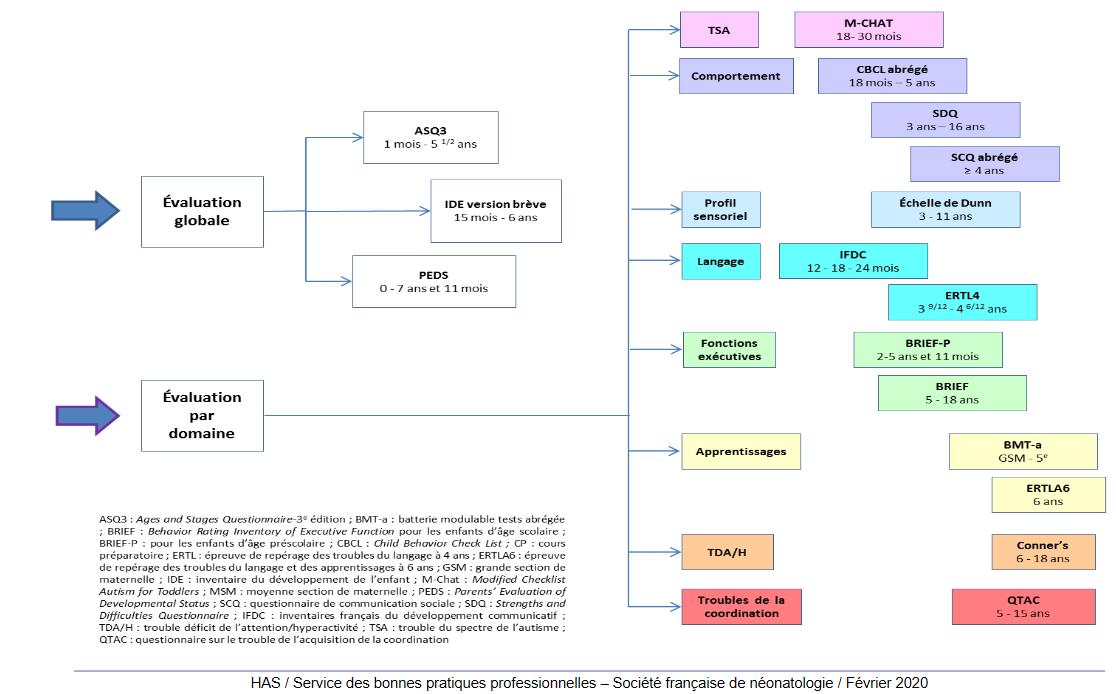 Évaluation
globale
ASQ3
1 mois - 5 1/2 ans
IDE version brève
15 mois - 6 ans
PEDS
0 - 7 ans et 11 mois
Évaluation
par
domaine
TSA
M-CHAT
18- 30 mois
Comportement
CBCL abrégé
18 mois – 5 ans
SDQ
3 ans – 16 ans
SCQ abrégé
≥ 4 ans
Profil
sensoriel
Échelle de Dunn
3 - 11 ans
Langage
IFDC
12 - 18 - 24 mois
ERTL4
3 9/12 - 4 6/12 ans
Fonctions
exécutives
BRIEF-P
2-5 ans et 11 mois
BRIEF
5 - 18 ans
Apprentissages
BMT-a
GSM - 5e
ERTLA6
6 ans
TDA/H
Conner's
6 - 18 ans
Troubles de la
coordination
QTAC
5 - 15 ans
ASQ3 : Ages and Stages Questionnaire-3e édition ; BMT-a : batterie modulable tests abrégée
; BRIEF : Behavior Rating Inventory of Executive Function pour les enfants d'âge scolaire ;
BRIEF-P : pour les enfants d'âge préscolaire ; CBCL : Child Behavior Check List ; CP : cours
préparatoire ; ERTL : épreuve de repérage des troubles du langage à 4 ans ; ERTLA6 : épreuve
de repérage des troubles du langage et des apprentissages à 6 ans ; GSM : grande section de
maternelle ; IDE : inventaire du développement de l'enfant ; M-Chat : Modified Checklist
Autism for Toddlers ; MSM : moyenne section de maternelle ; PEDS : Parents' Evaluation of
Developmental Status ; SCQ : questionnaire de communication sociale ; SDQ : Strengths and
Difficulties Questionnaire ; IFDC : inventaires français du développement communicatif ;
TDA/H : trouble déficit de l'attention/hyperactivité ; TSA : trouble du spectre de l'autisme ;
QTAC : questionnaire sur le trouble de l'acquisition de la coordination
HAS / Service des bonnes pratiques professionnelles – Société française de néonatologie / Février 2020